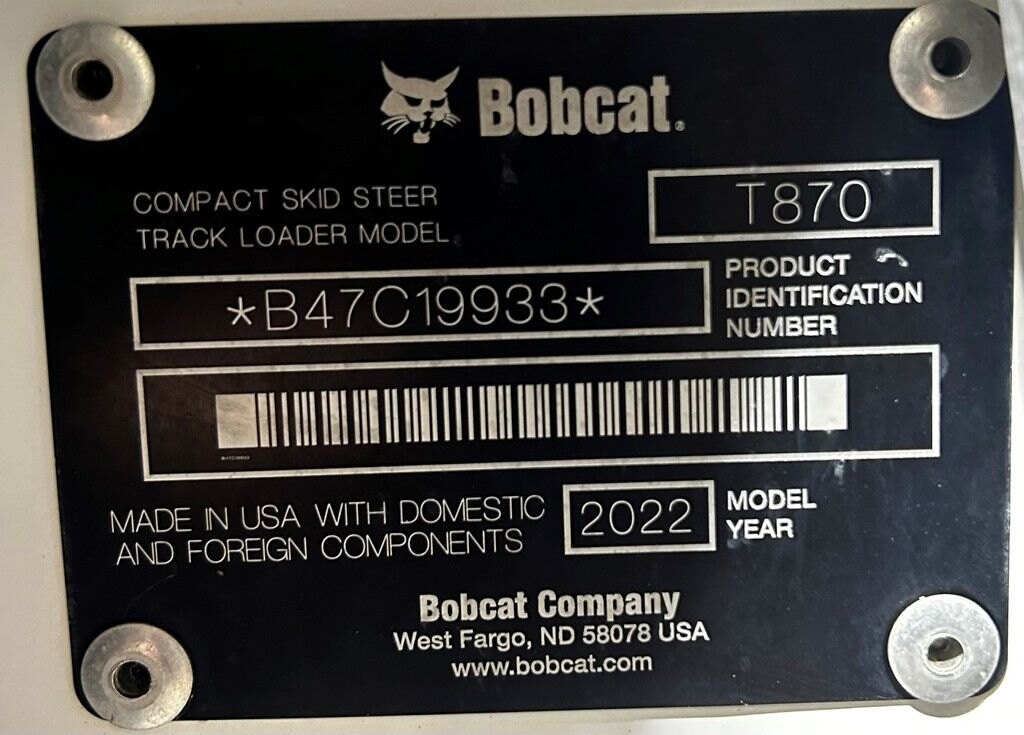 Bobcat.
COMPACT SKID STEER
TRACK LOADER MODEL
T870
*B47C19933*
PRODUCT
IDENTIFICATION
NUMBER
B47C19933
MADE IN USA WITH DOMESTIC
AND FOREIGN COMPONENTS
2022
MODEL
YEAR
Bobcat Company
West Fargo, ND 58078 USA
www.bobcat.com